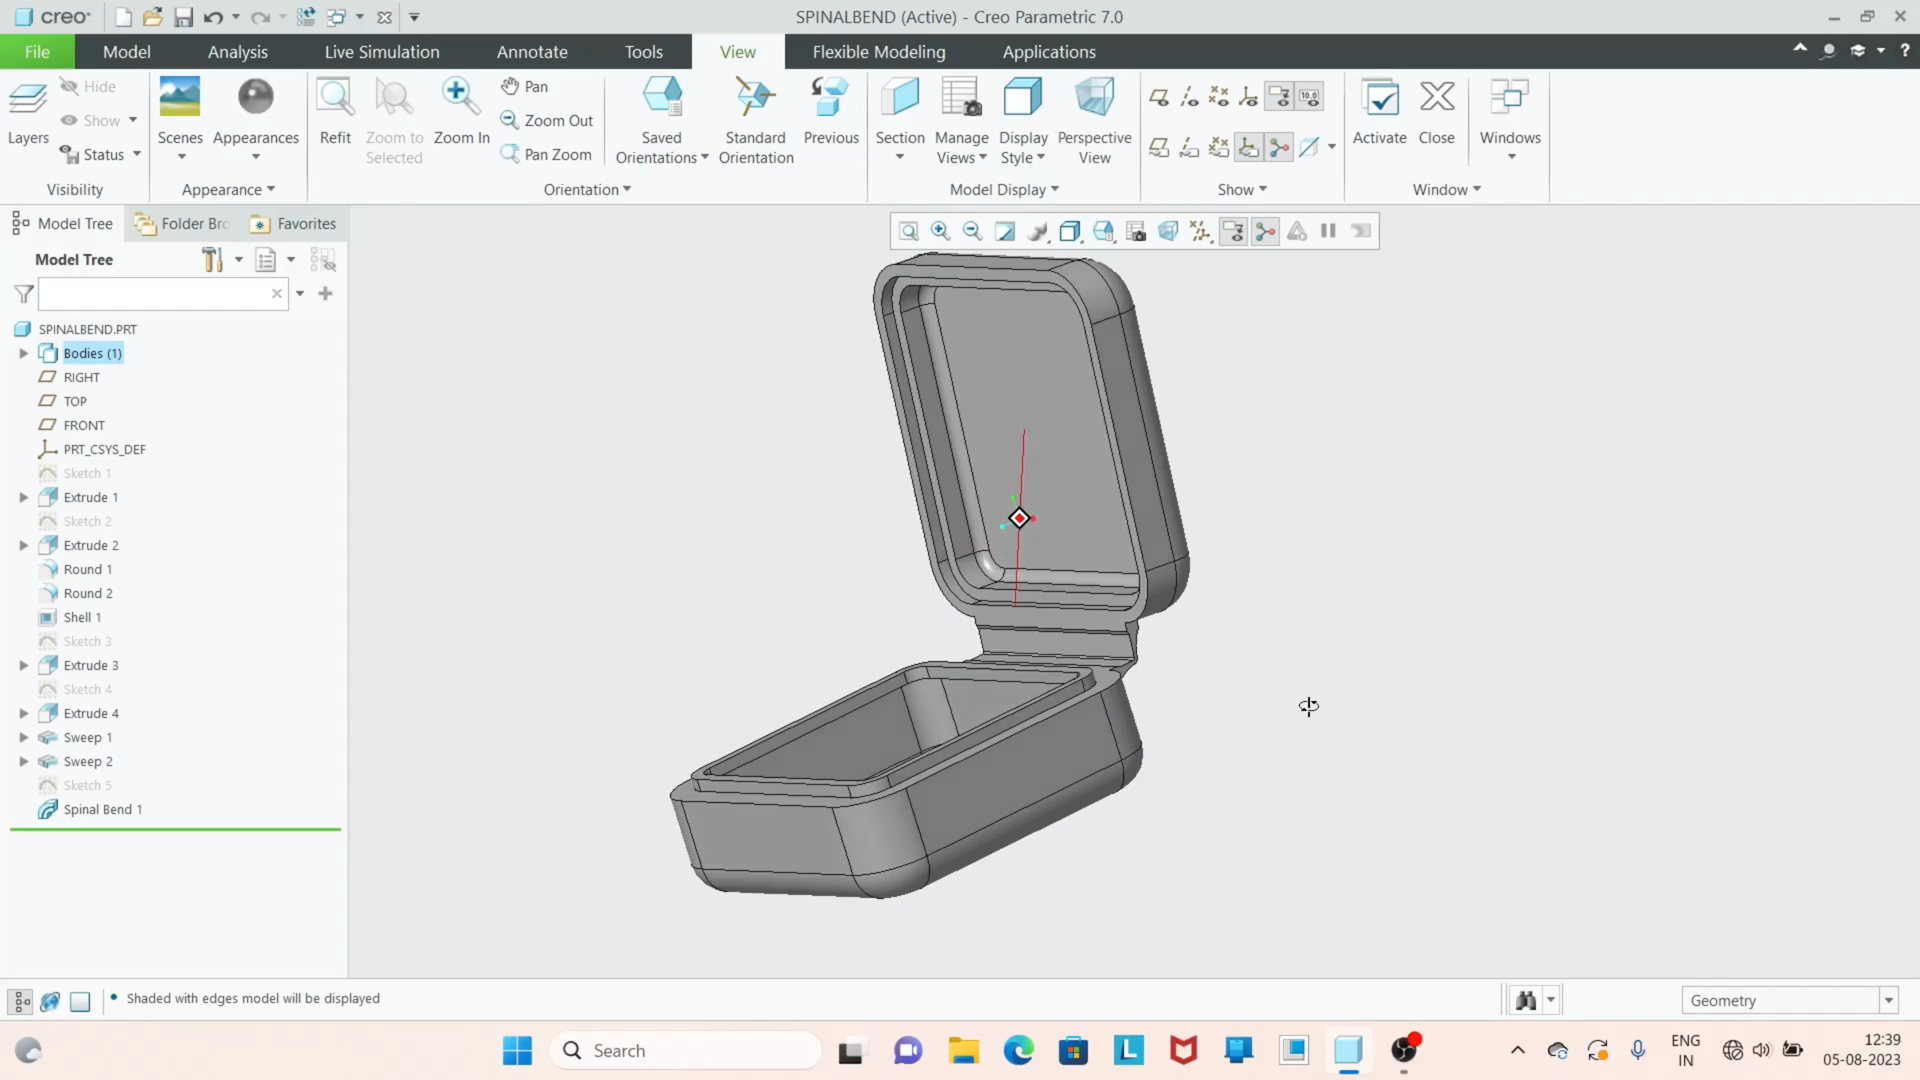 creo
SPINALBEND (Active) - Creo Parametric 7.0
File
Model
Analysis
Live Simulation
Annotate
Tools
View
Flexible Modeling
Applications
Layers
Hide
Show
Status
Visibility
Scenes
Appearances
Appearance
Refit
Zoom to
Selected
Zoom In
Pan
Zoom Out
Pan Zoom
Saved
Orientations
Standard
Orientation
Previous
Orientation
Section
Manage
Views
Display
Style
Perspective
View
Model Display
10.0
Show
Activate
Close
Windows
Window
Model Tree
Folder Brc
Favorites
Model Tree
SPINALBEND.PRT
Bodies (1)
RIGHT
TOP
FRONT
PRT_CSYS_DEF
Sketch 1
Extrude 1
Sketch 2
Extrude 2
Round 1
Round 2
Shell 1
Sketch 3
Extrude 3
Sketch 4
Extrude 4
Sweep 1
Sweep 2
Sketch 5
Spinal Bend 1
• Shaded with edges model will be displayed
Geometry
Search
L
ENG
IN
12:39
05-08-2023